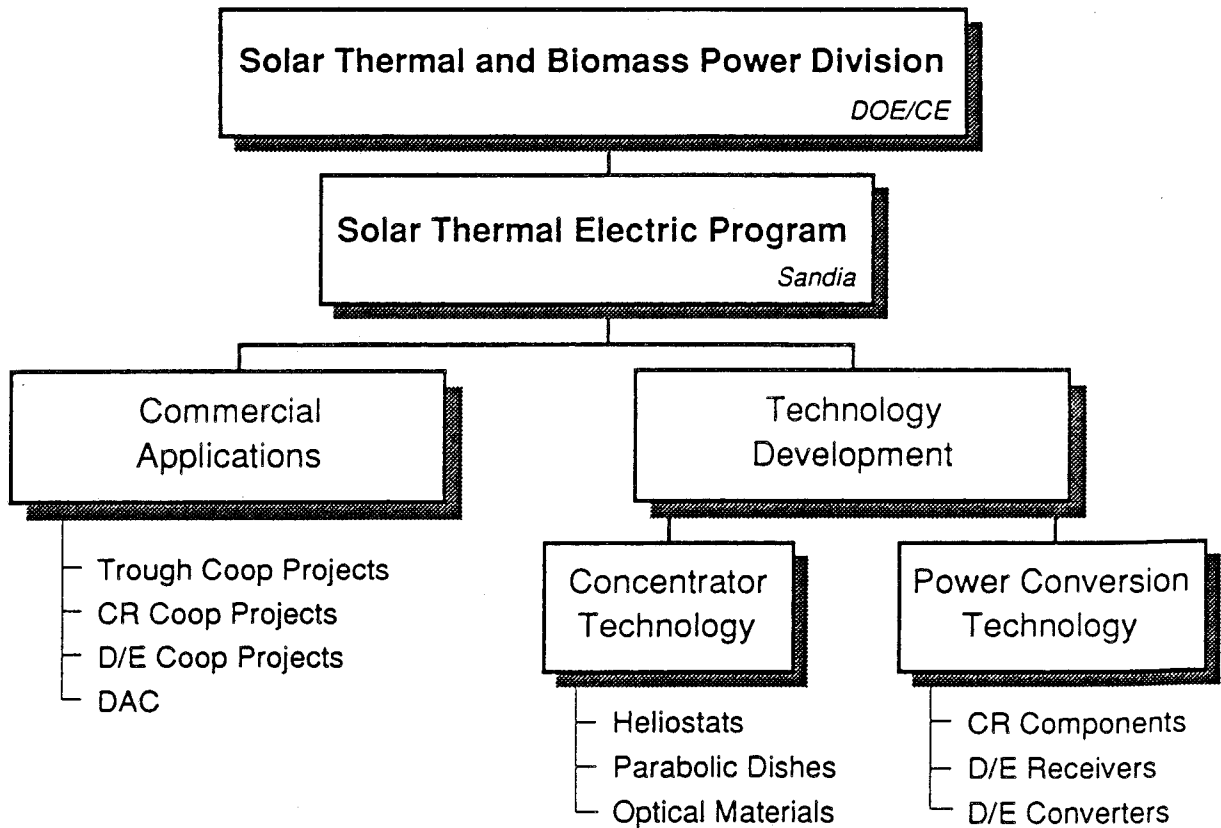 Solar Thermal and Biomass Power Division
DOE/CE
Solar Thermal Electric Program
Sandia
Commercial
Applications
Trough Coop Projects
CR Coop Projects
D/E Coop Projects
DAC
Technology
Development
Concentrator
Technology
Heliostats
Parabolic Dishes
Optical Materials
Power Conversion
Technology
CR Components
D/E Receivers
D/E Converters